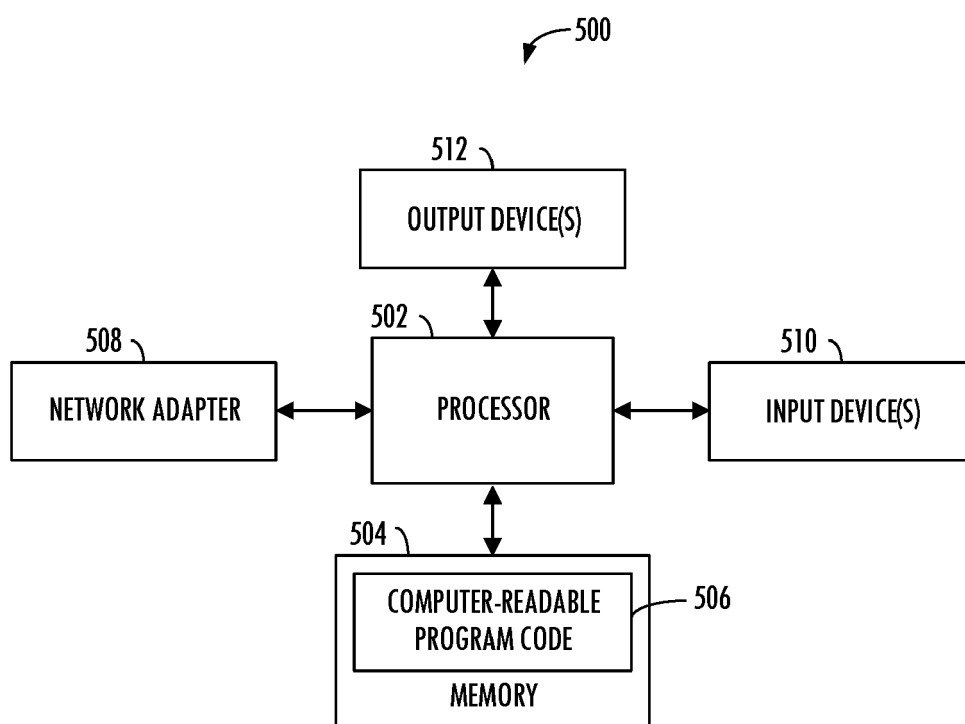 500
512
OUTPUT DEVICE(S)
502
508
510
NETWORK ADAPTER
PROCESSOR
INPUT DEVICE(S)
504
COMPUTER-READABLE
PROGRAM CODE
506
MEMORY